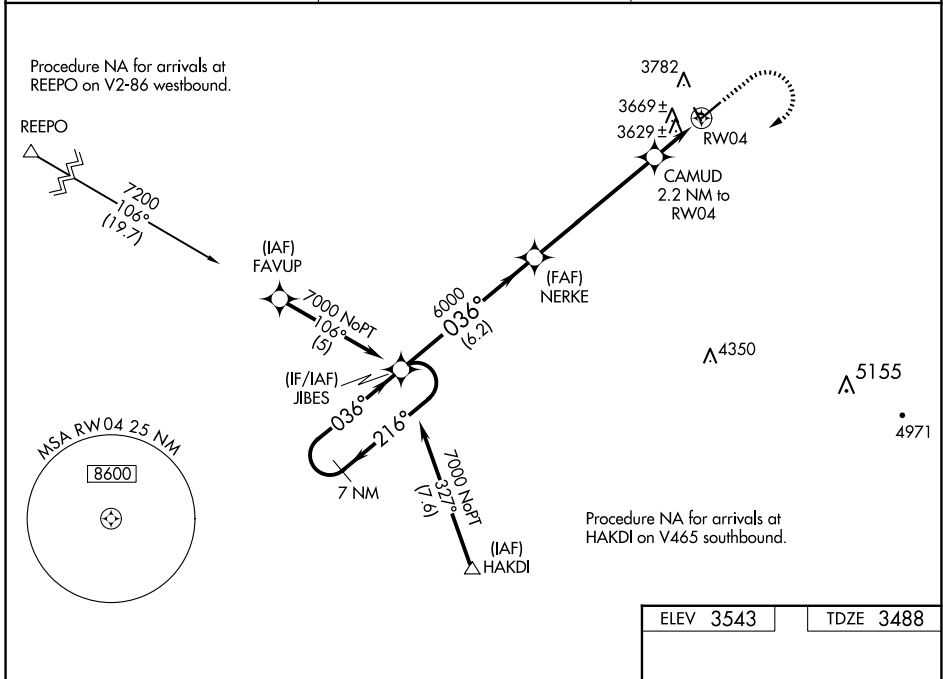 Procedure NA for arrivals at
REEPO on V2-86 westbound.
REEPO
7200
106°
(19.7)
(IAF)
FAVUP
7000 NoPT
106°
(5)
(IF/IAF)
JIBES
6000
036°
(6.2)
(FAF)
NERKE
CAMUD
2.2 NM to
RW04
3782
3669±
3629±
RW04
036°
216°
7 NM
7000 NoPT
327°
(7.6)
(IAF)
HAKDI
4350
5155
4971
MSA RW04 25 NM
8600
Procedure NA for arrivals at
HAKDI on V465 southbound.
ELEV 3543
TDZE 3488